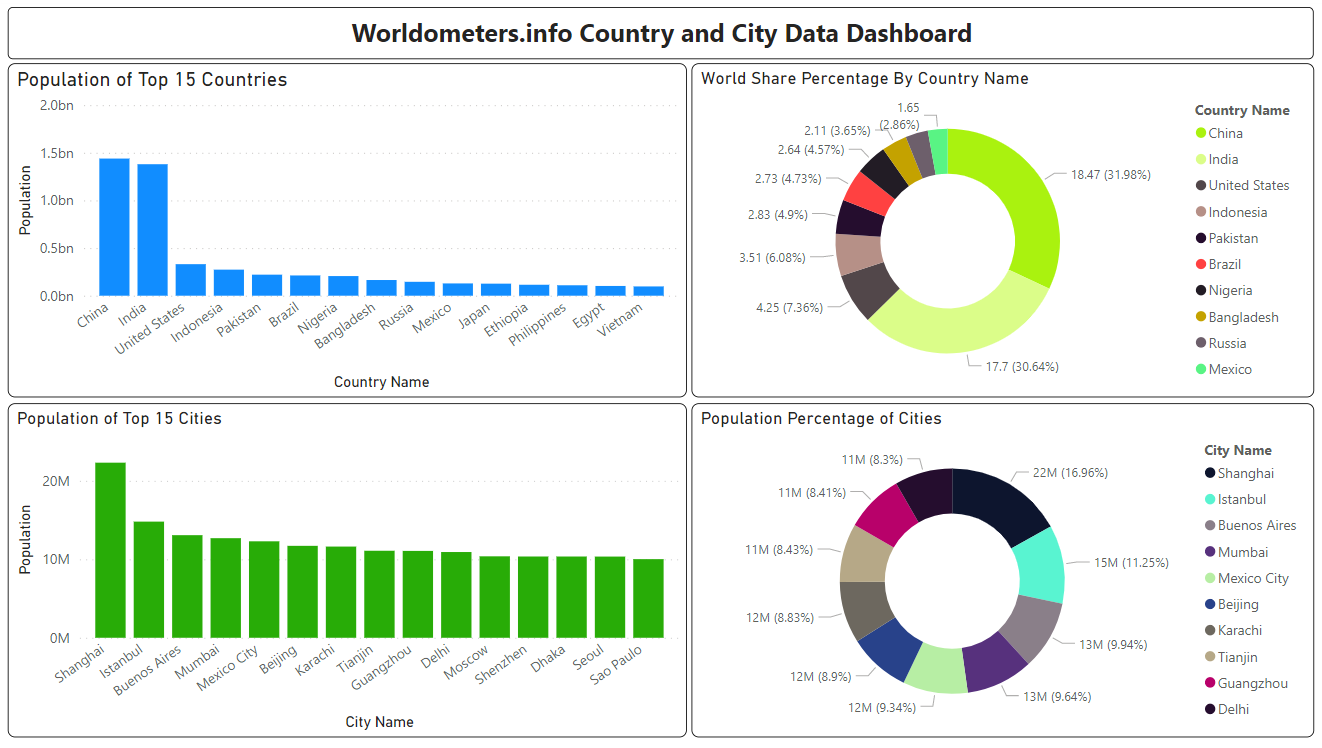 Worldometers.info Country and City Data Dashboard
Population of Top 15 Countries
2.0bn
1.5bn
1.0bn
0.5bn
0.0bn
Population
China
India
United States
Indonesia
Pakistan
Brazil
Nigeria
Bangladesh
Russia
Mexico
Japan
Ethiopia
Philippines
Egypt
Vietnam
Country Name
World Share Percentage By Country Name
18.47 (31.98%)
17.7 (30.64%)
4.25 (7.36%)
3.51 (6.08%)
2.83 (4.9%)
2.73 (4.73%)
2.64 (4.57%)
2.11 (3.65%)
1.65
(2.86%)
Country Name
China
India
United States
Indonesia
Pakistan
Brazil
Nigeria
Bangladesh
Russia
Mexico
Population of Top 15 Cities
20M
10M
0M
Population
Shanghai
Istanbul
Buenos Aires
Mumbai
Mexico City
Beijing
Karachi
Tianjin
Guangzhou
Delhi
Moscow
Shenzhen
Dhaka
Seoul
Sao Paulo
City Name
Population Percentage of Cities
22M (16.96%)
15M (11.25%)
13M (9.94%)
13M (9.64%)
12M (9.34%)
12M (8.9%)
12M (8.83%)
11M (8.43%)
11M (8.41%)
11M (8.3%)
City Name
Shanghai
Istanbul
Buenos Aires
Mumbai
Mexico City
Beijing
Karachi
Tianjin
Guangzhou
Delhi